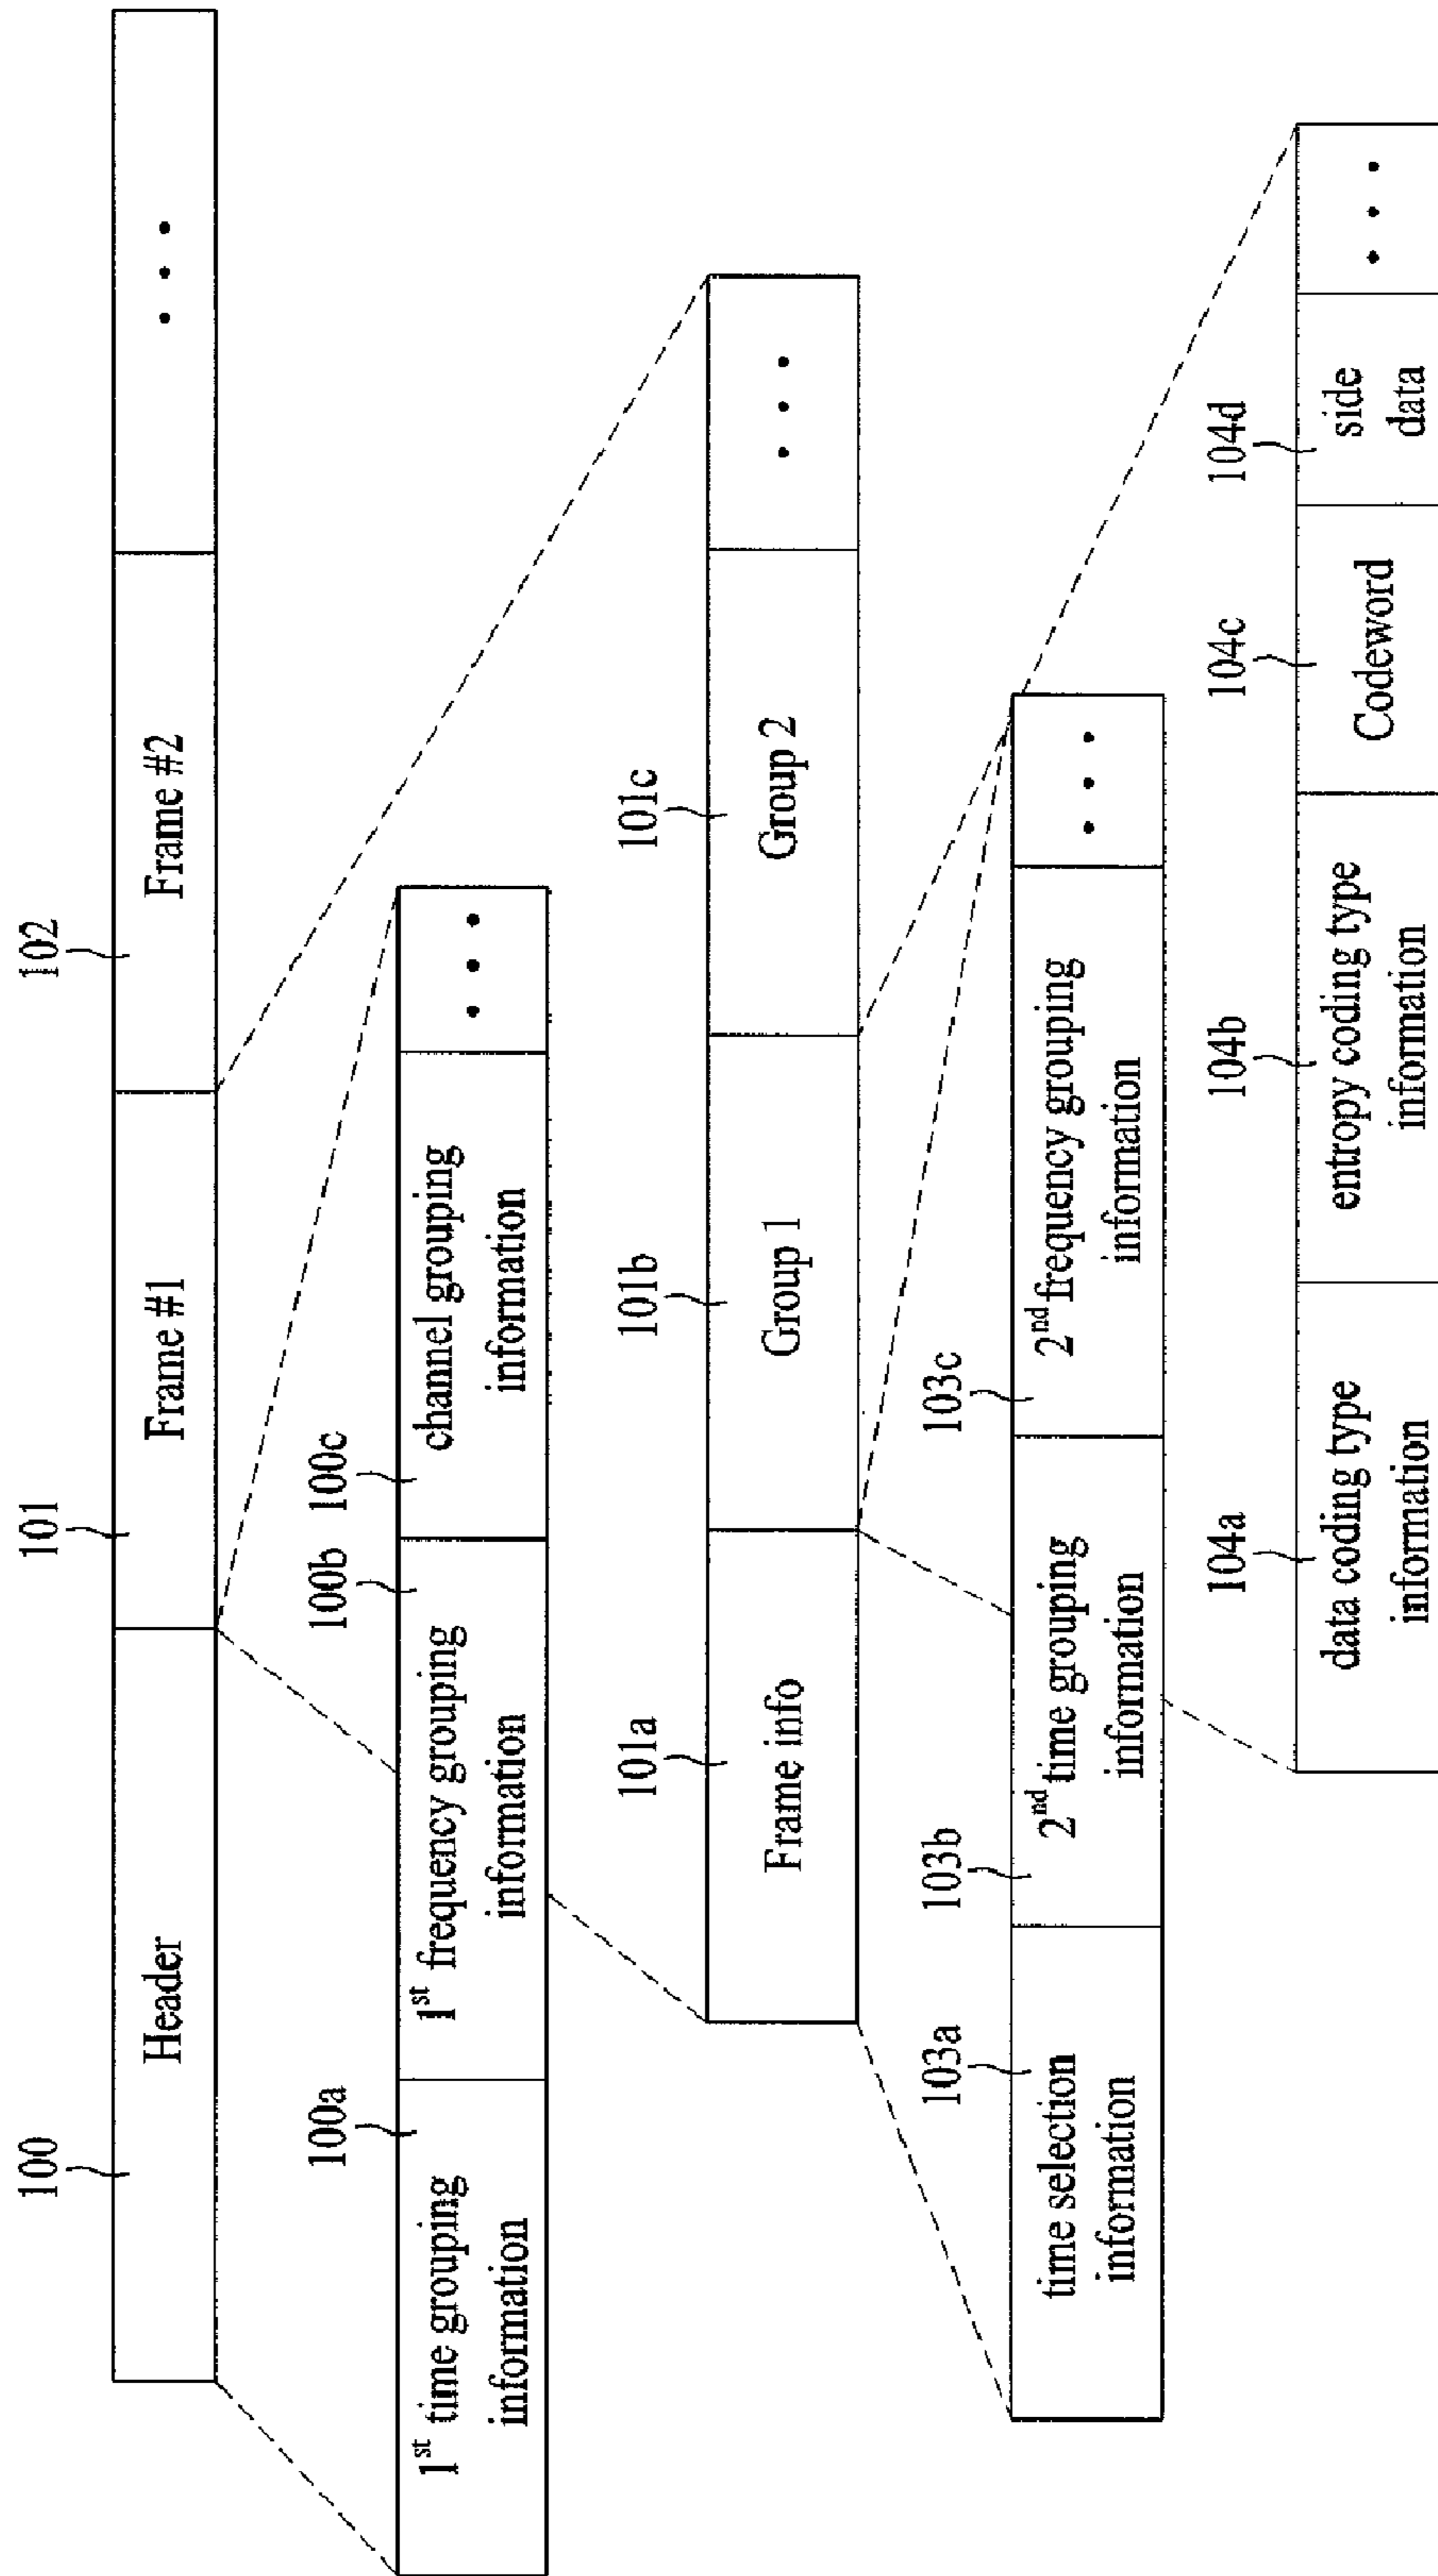 100
101
102
Header
Frame #1
Frame #2
• • •
100a
100b
100c
1st time grouping
information
1st frequency grouping
information
channel grouping
information
• • •
101a
101b
101c
Frame info
Group 1
Group 2
• • •
103a
103b
103c
time selection
information
2nd time grouping
information
2nd frequency grouping
information
• • •
104a
104b
104c
104d
data coding type
information
entropy coding type
information
Codeword
side
data
• • •